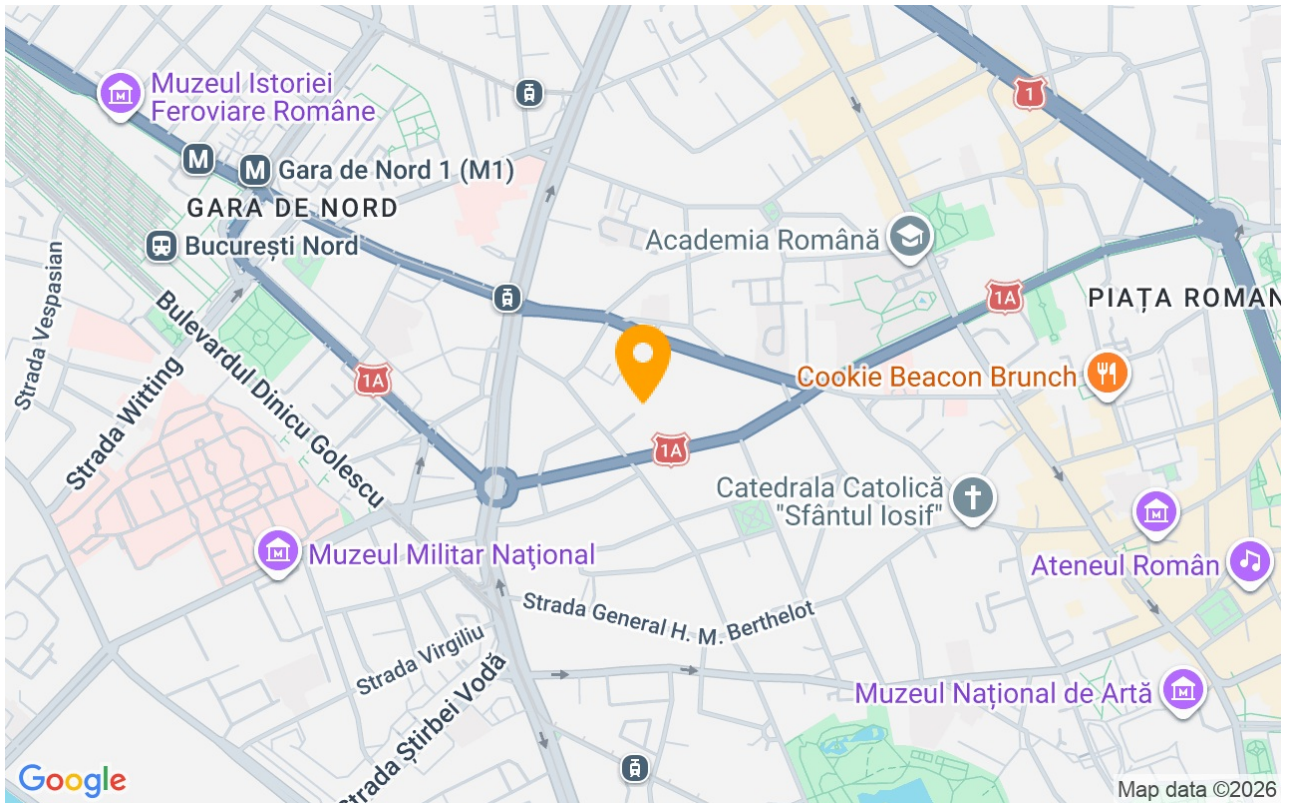 Muzeul Istoriei
Feroviare Române
1
M
M
Gara de Nord 1 (M1)
GARA DE NORD
București Nord
Academia Română
1A
PIAȚA ROMAN
Strada Vespasian
Bulevardul Dinicu Golescu
Strada Witting
1A
Cookie Beacon Brunch
1A
Catedrala Catolică
"Sfântul Iosif"
Muzeul Militar Naţional
Ateneul Român
Strada General H. M. Berthelot
Strada Virgiliu
Strada Știrbei Vodă
Muzeul Național de Artă
Google
Map data ©2026